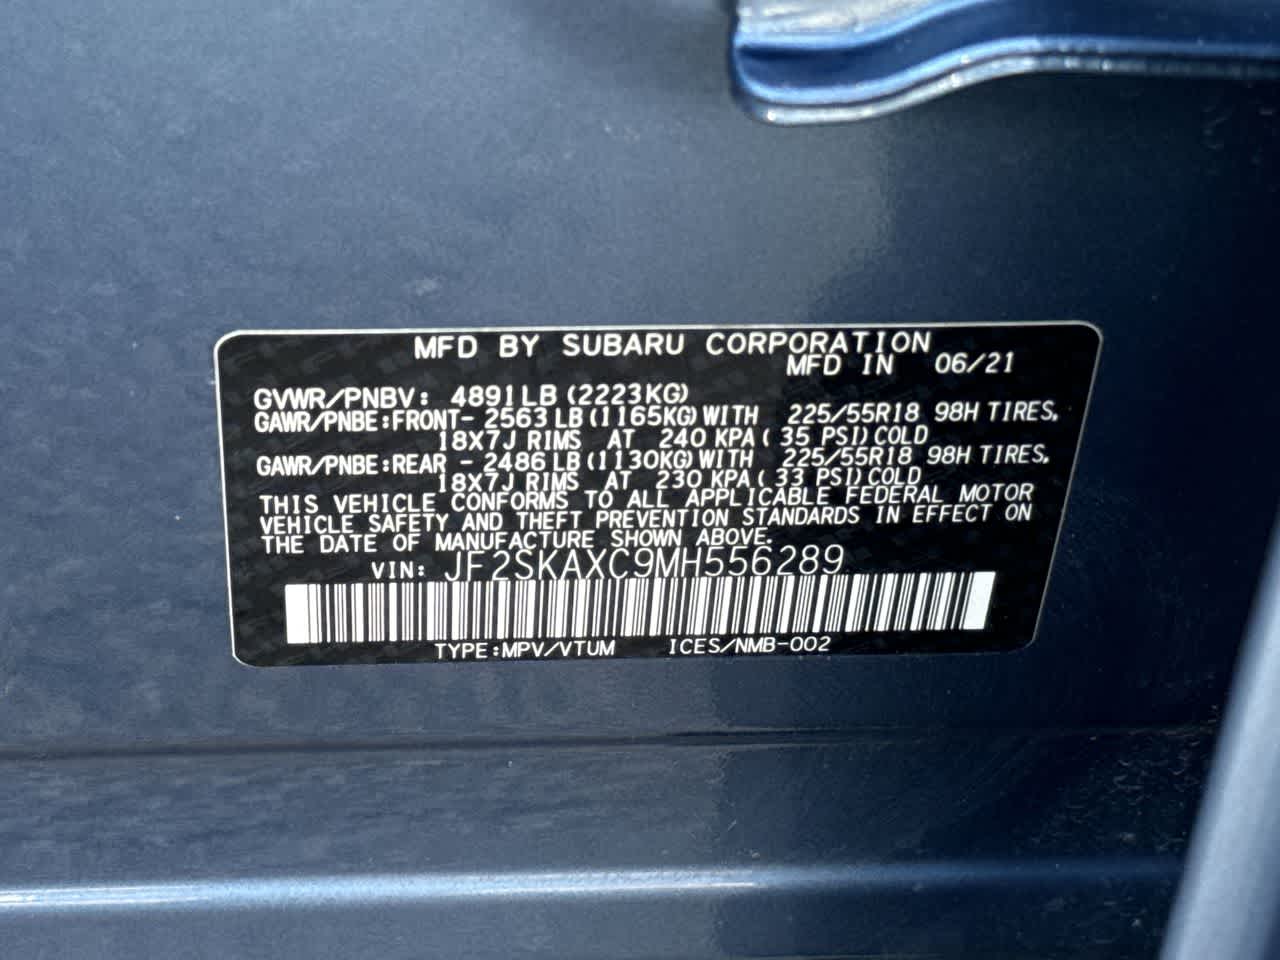 MFD BY SUBARU CORPORATION
MFD IN 06/21
GVWR/PNBV: 4891LB(2223KG)
GAWR/PNBE:FRONT- 2563LB(1165KG)WITH 225/55R18 98H TIRES,
18X7J RIMS AT 240 KPA( 35 PSI)COLD
GAWR/PNBE:REAR - 2486LB(1130KG)WITH 225/55R18 98H TIRES,
18X7J RIMS AT 230 KPA( 33 PSI)COLD
THIS VEHICLE CONFORMS TO ALL APPLICABLE FEDERAL MOTOR
VEHICLE SAFETY AND THEFT PREVENTION STANDARDS IN EFFECT ON
THE DATE OF MANUFACTURE SHOWN ABOVE.
VIN: JF2SKAXC9MH556289
TYPE:MPV/VTUM ICES/NMB-002